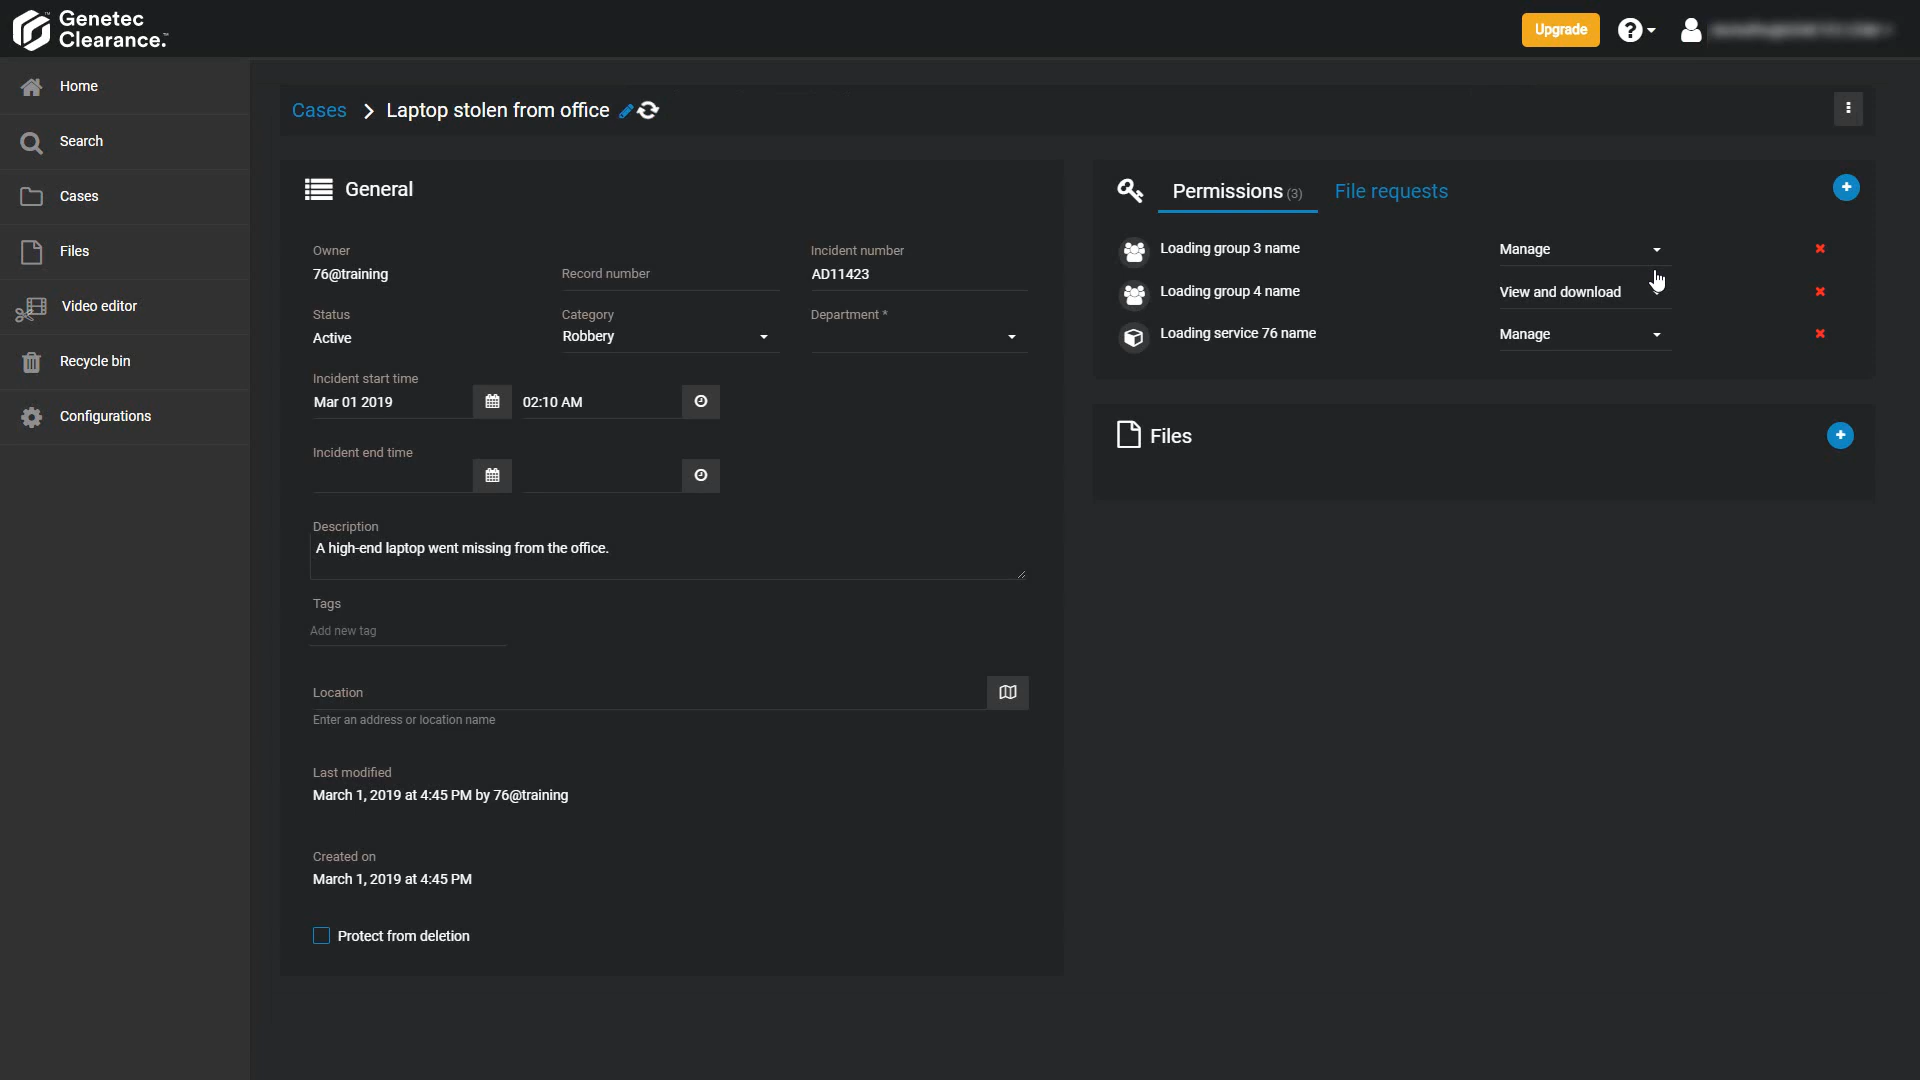 Genetec
Clearance.™
Upgrade
Home
Search
Cases
Files
Video editor
Recycle bin
Configurations
Cases > Laptop stolen from office
General
Owner
76@training
Record number
Incident number
AD11423
Status
Active
Category
Robbery
Department *
Incident start time
Mar 01 2019
02:10 AM
Incident end time
Description
A high-end laptop went missing from the office.
Tags
Add new tag
Location
Enter an address or location name
Last modified
March 1, 2019 at 4:45 PM by 76@training
Created on
March 1, 2019 at 4:45 PM
Protect from deletion
Permissions (3)
File requests
Loading group 3 name
Manage
Loading group 4 name
View and download
Loading service 76 name
Manage
Files